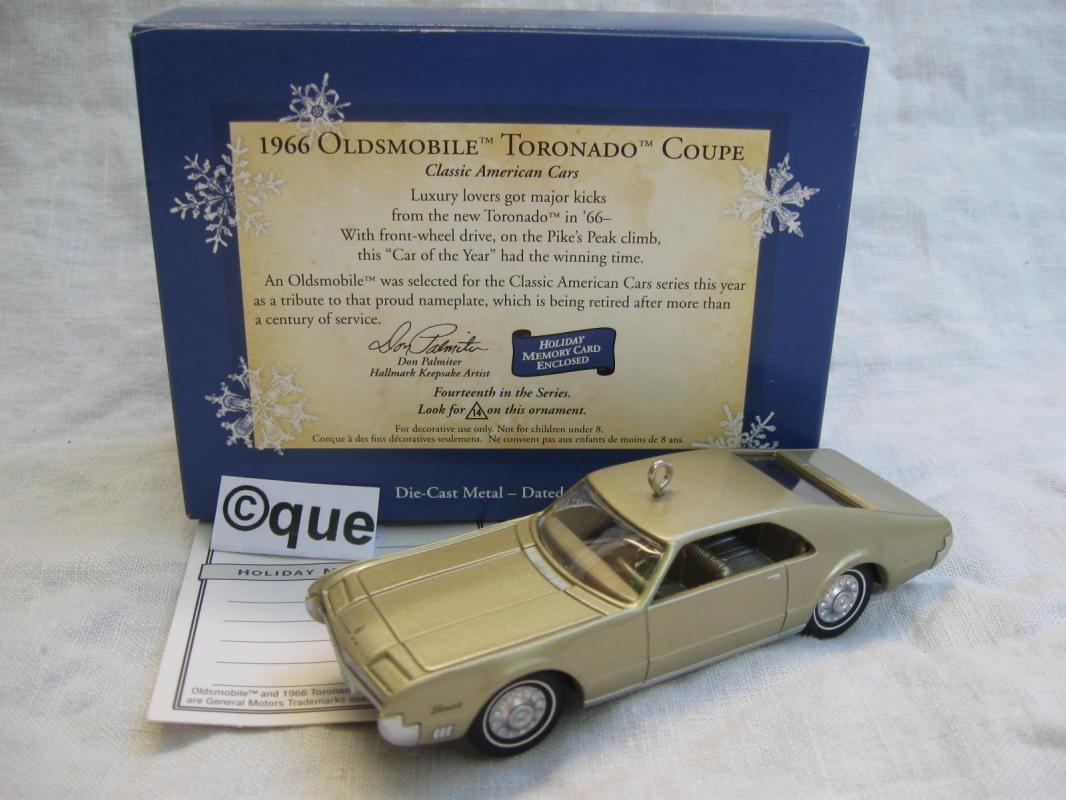 1966 OLDSMOBILE™ TORONADO™ COUPE
Classic American Cars
Luxury lovers got major kicks
from the new Toronado™ in '66–
With front-wheel drive, on the Pike's Peak climb,
this “Car of the Year” had the winning time.
An Oldsmobile™ was selected for the Classic American Cars series this year
as a tribute to that proud nameplate, which is being retired after more than
a century of service.
Don Palmiter
Don Palmiter
Hallmark Keepsake Artist
HOLIDAY
MEMORY CARD
ENCLOSED
Fourteenth in the Series.
Look for 14 on this ornament.
For decorative use only. Not for children under 8.
Conçue à des fins décoratives seulement. Ne convient pas aux enfants de moins de 8 ans.
Die-Cast Metal – Dated
©que
HOLIDAY
Oldsmobile™ and 1966
are General Motors Trademarks